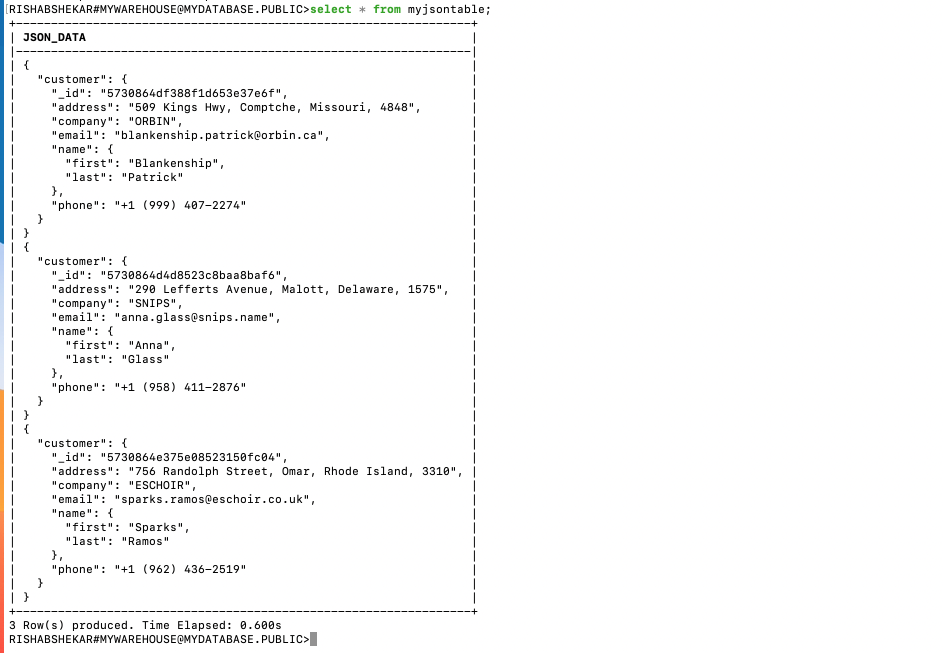 RISHABSHEKAR#MYWAREHOUSE@MYDATABASE.PUBLIC>select * from myjsontable;
JSON_DATA
{
"customer": {
"_id": "5730864df388f1d653e37e6f",
"address": "509 Kings Hwy, Comptche, Missouri, 4848",
"company": "ORBIN",
"email": "blankenship.patrick@orbin.ca",
"name": {
"first": "Blankenship",
"last": "Patrick"
},
"phone": "+1 (999) 407-2274"
}
}
{
"customer": {
"_id": "5730864d4d8523c8baa8baf6",
"address": "290 Lefferts Avenue, Malott, Delaware, 1575",
"company": "SNIPS",
"email": "anna.glass@snips.name",
"name": {
"first": "Anna",
"last": "Glass"
},
"phone": "+1 (958) 411-2876"
}
}
{
"customer": {
"_id": "5730864e375e08523150fc04",
"address": "756 Randolph Street, Omar, Rhode Island, 3310",
"company": "ESCHOIR",
"email": "sparks.ramos@eschoir.co.uk",
"name": {
"first": "Sparks",
"last": "Ramos"
},
"phone": "+1 (962) 436-2519"
}
}
3 Row(s) produced. Time Elapsed: 0.600s
RISHABSHEKAR#MYWAREHOUSE@MYDATABASE.PUBLIC>